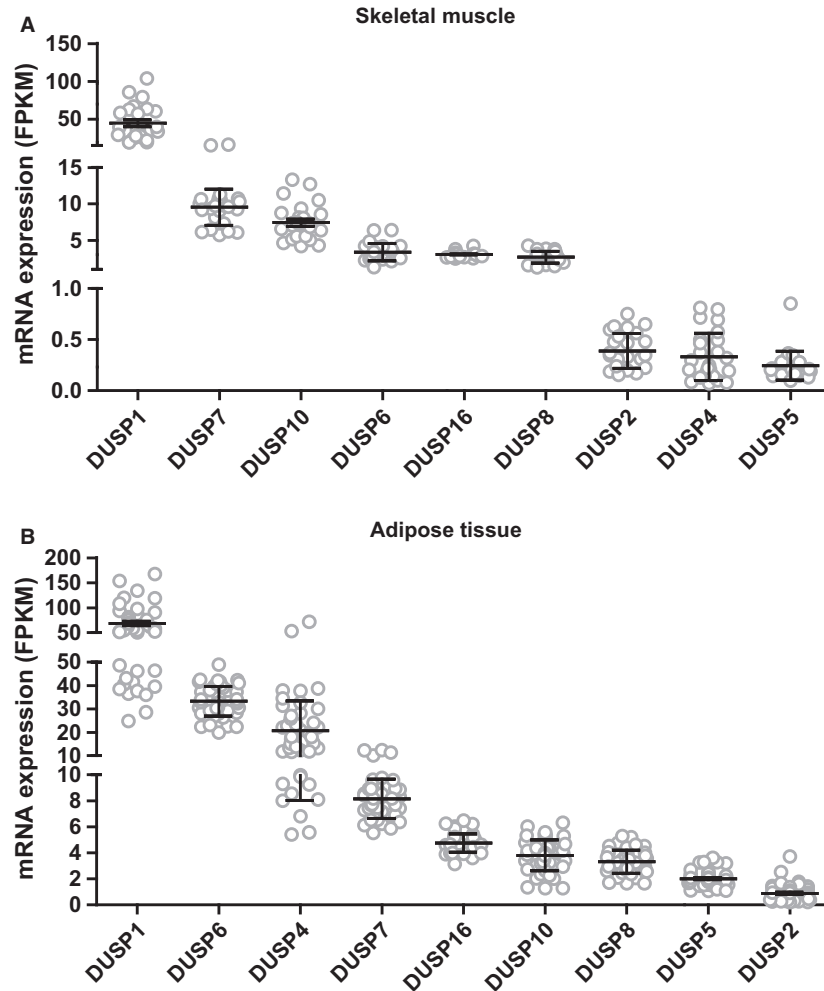 A
Skeletal muscle
mRNA expression (FPKM)
150
100
50
15
10
5
1.0
0.5
0.0
DUSP1
DUSP7
DUSP10
DUSP6
DUSP16
DUSP8
DUSP2
DUSP4
DUSP5
B
Adipose tissue
mRNA expression (FPKM)
200
150
100
50
50
40
30
20
10
10
8
6
4
2
0
DUSP1
DUSP6
DUSP4
DUSP7
DUSP16
DUSP10
DUSP8
DUSP5
DUSP2